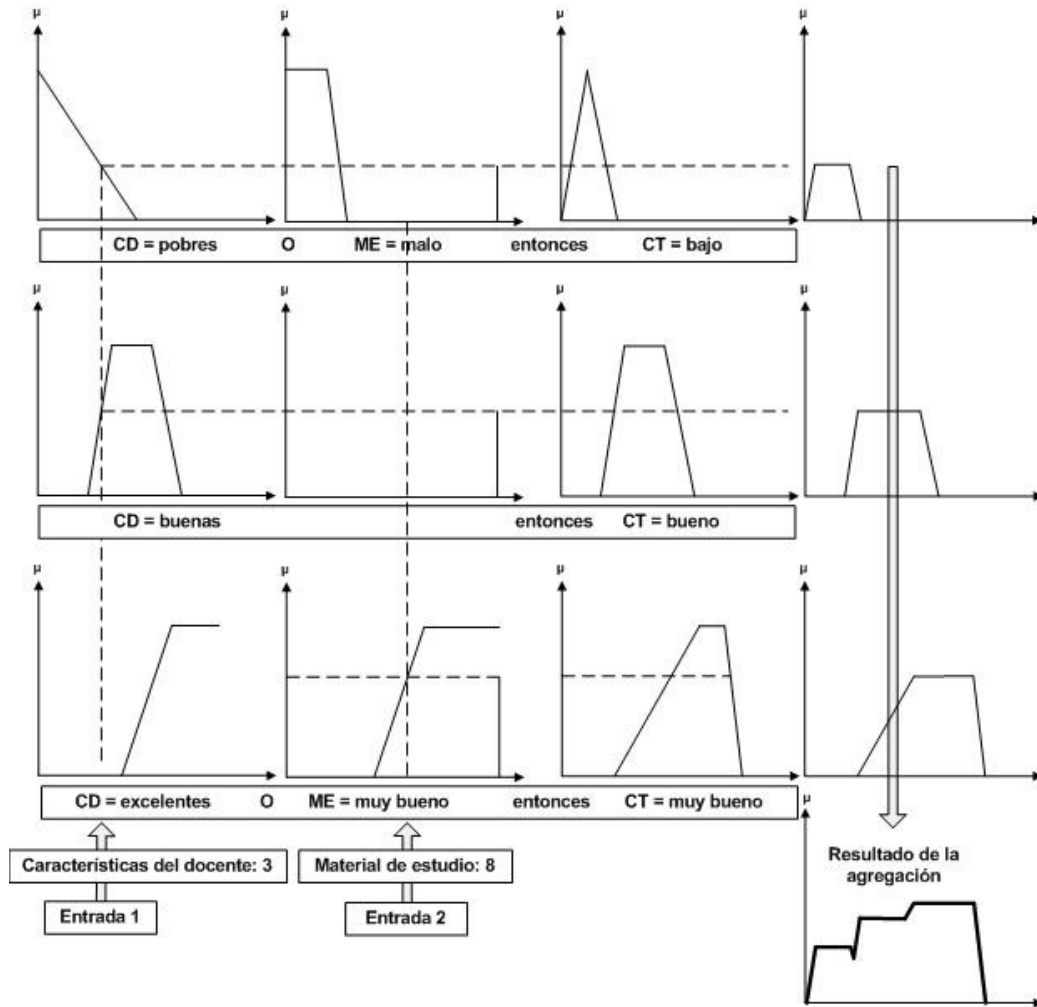 μ μ μ μ
CD = pobres O ME = malo entonces CT = bajo
μ μ μ μ
CD = buenas entonces CT = bueno
μ μ μ μ
CD = excelentes O ME = muy bueno entonces CT = muy bueno
μ
Características del docente: 3
Material de estudio: 8
Entrada 1
Entrada 2
Resultado de la
agregación